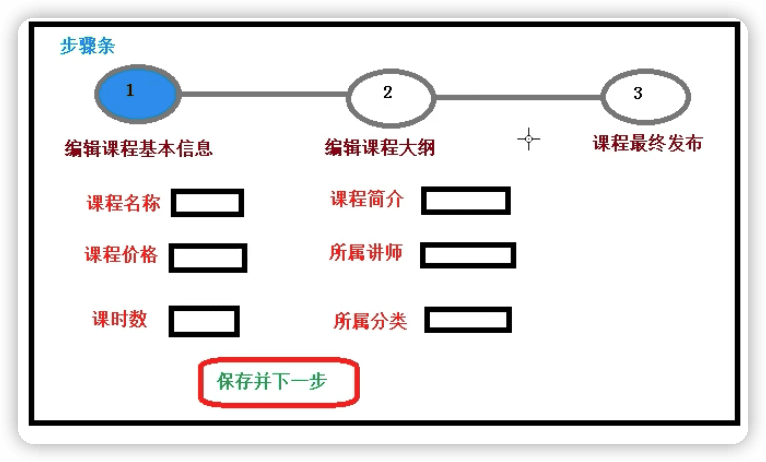 步骤条
1 2 3
编辑课程基本信息 编辑课程大纲 课程最终发布
课程名称 课程简介
课程价格 所属讲师
课时数 所属分类
保存并下一步